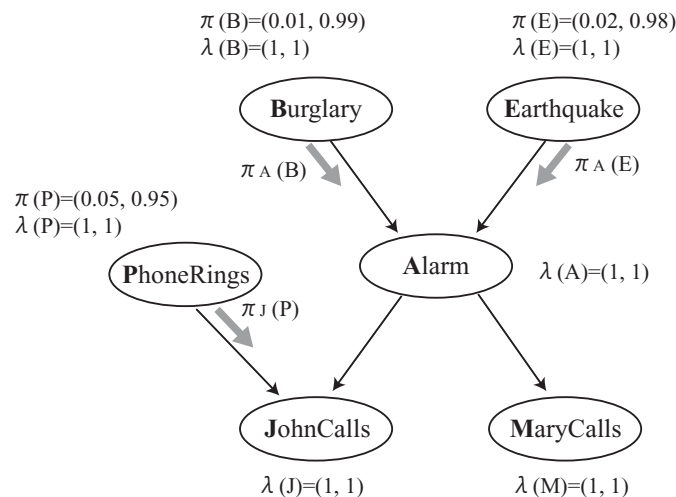 π (B)=(0.01, 0.99)
λ (B)=(1, 1)
π (E)=(0.02, 0.98)
λ (E)=(1, 1)
Burglary
Earthquake
π A (B)
π A (E)
π (P)=(0.05, 0.95)
λ (P)=(1, 1)
PhoneRings
Alarm
λ (A)=(1, 1)
π J (P)
JohnCalls
MaryCalls
λ (J)=(1, 1)
λ (M)=(1, 1)